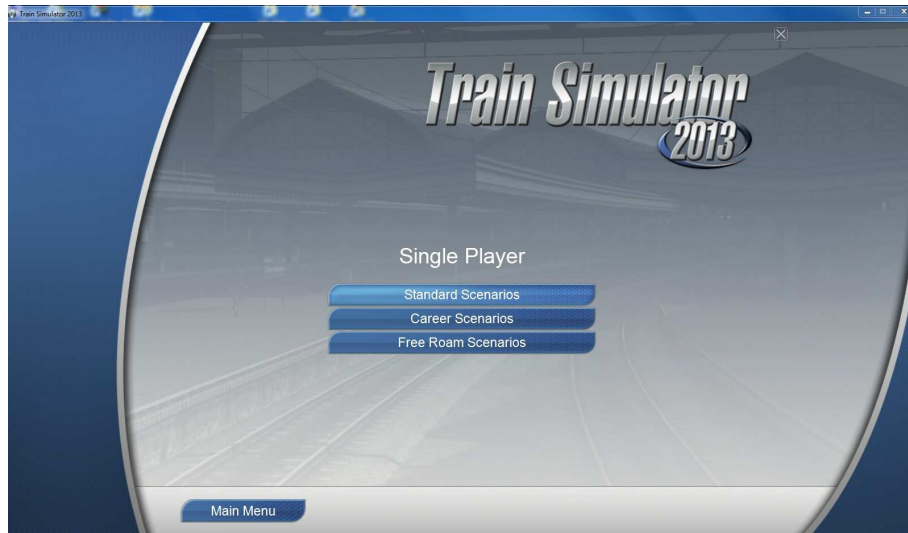 Train Simulator 2013
Train Simulator
2013
Single Player
Standard Scenarios
Career Scenarios
Free Roam Scenarios
Main Menu